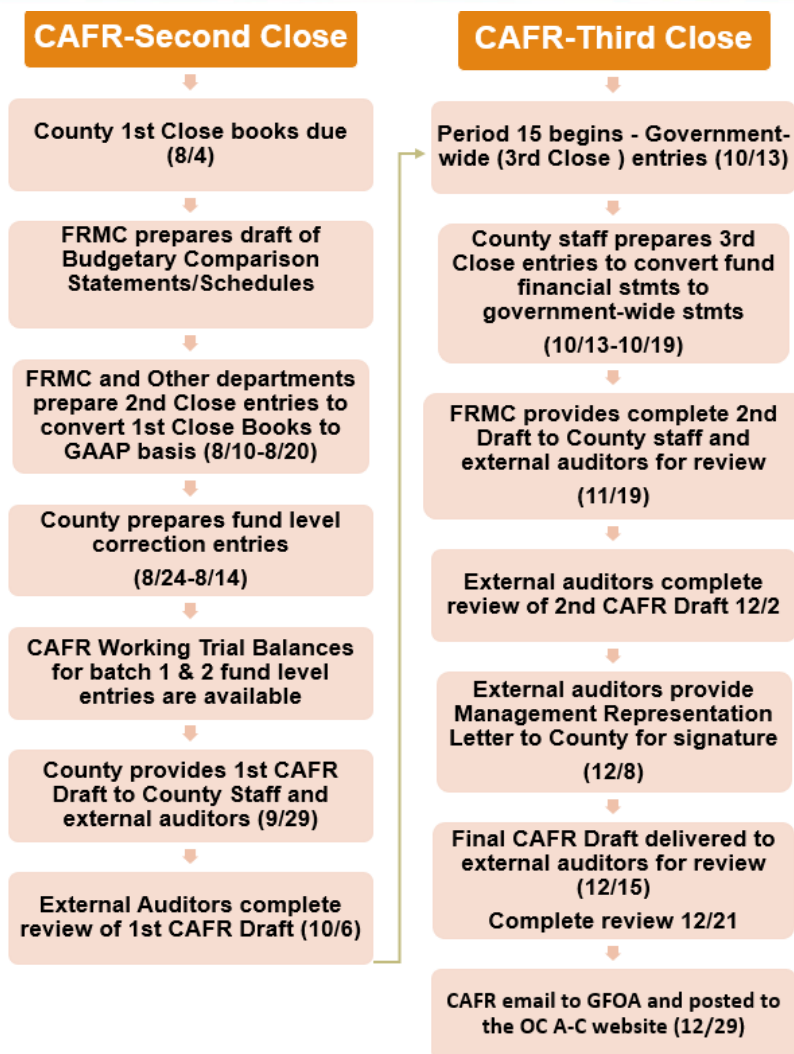 CAFR-Second Close
County 1st Close books due
(8/4)
FRMC prepares draft of
Budgetary Comparison
Statements/Schedules
FRMC and Other departments
prepare 2nd Close entries to
convert 1st Close Books to
GAAP basis (8/10-8/20)
County prepares fund level
correction entries
(8/24-8/14)
CAFR Working Trial Balances
for batch 1 & 2 fund level
entries are available
County provides 1st CAFR
Draft to County Staff and
external auditors (9/29)
External Auditors complete
review of 1st CAFR Draft (10/6)
CAFR-Third Close
Period 15 begins - Government-
wide (3rd Close ) entries (10/13)
County staff prepares 3rd
Close entries to convert fund
financial stmts to
government-wide stmts
(10/13-10/19)
FRMC provides complete 2nd
Draft to County staff and
external auditors for review
(11/19)
External auditors complete
review of 2nd CAFR Draft 12/2
External auditors provide
Management Representation
Letter to County for signature
(12/8)
Final CAFR Draft delivered to
external auditors for review
(12/15)
Complete review 12/21
CAFR email to GFOA and posted to
the OC A-C website (12/29)